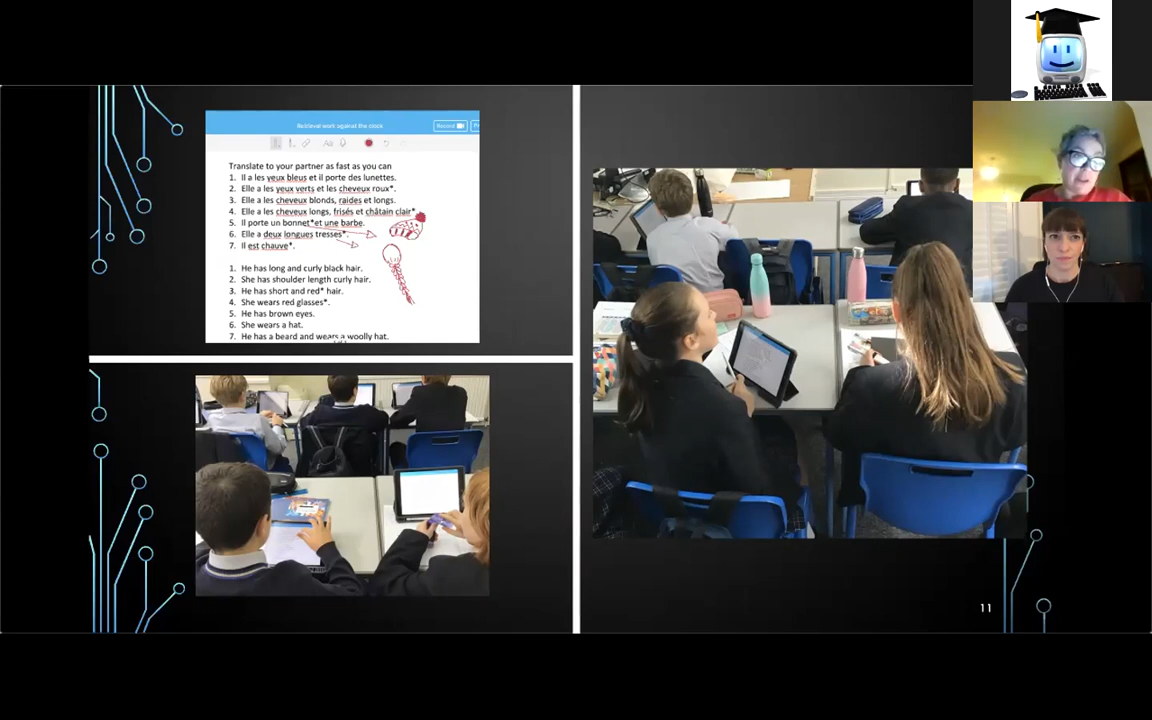 Retrieval work against the clock
Record
Translate to your partner as fast as you can
1. Il a les yeux bleus et il porte des lunettes.
2. Elle a les yeux verts et les cheveux roux*.
3. Elle a les cheveux blonds, raides et longs.
4. Elle a les cheveux longs, frisés et châtain clair*.
5. Il porte un bonnet*et une barbe.
6. Elle a deux longues tresses*.
7. Il est chauve*.
1. He has long and curly black hair.
2. She has shoulder length curly hair.
3. He has short and red* hair.
4. She wears red glasses*.
5. He has brown eyes.
6. She wears a hat.
7. He has a beard and wears a woolly hat.
11